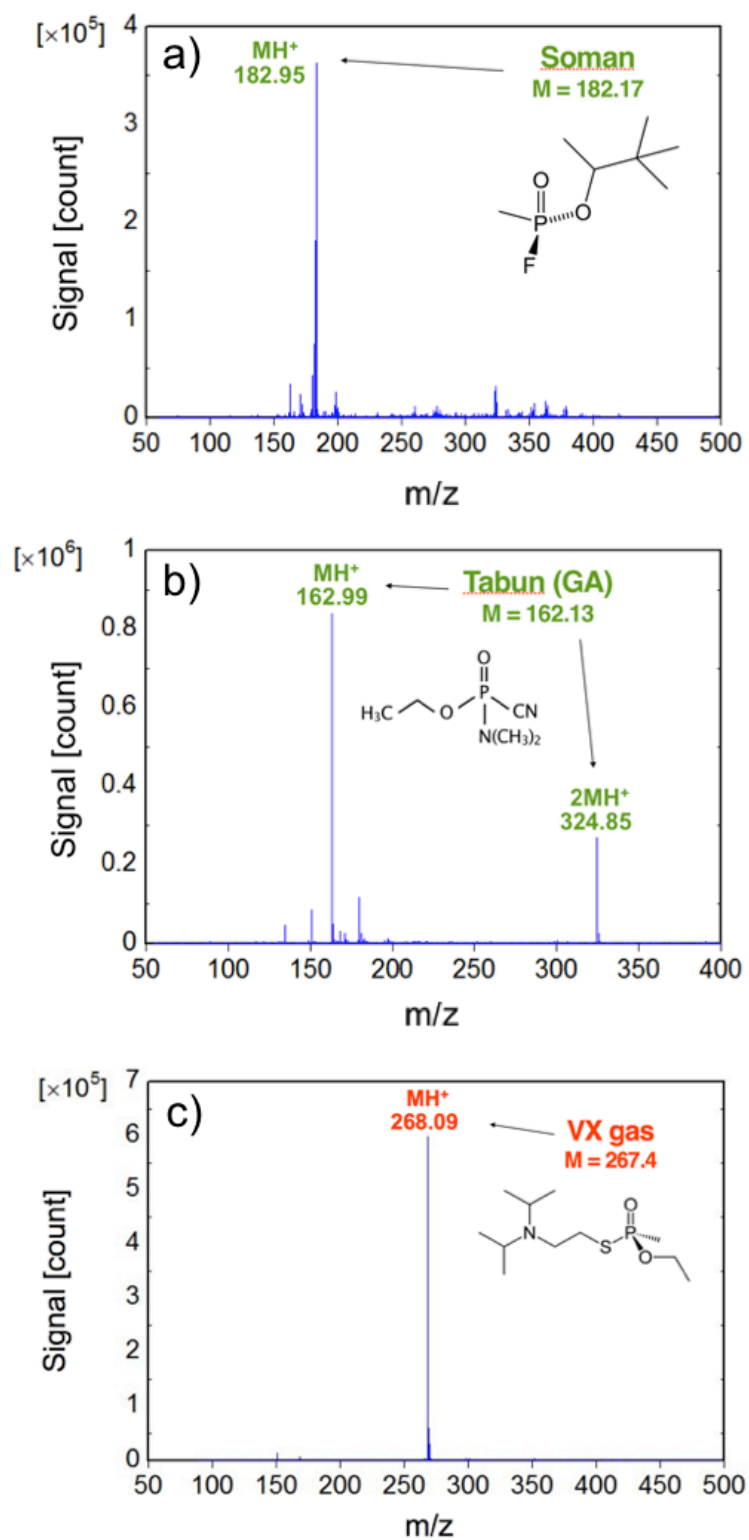 [×10⁵]
a)
MH⁺
182.95
Soman
M = 182.17
O
P
O
F
Signal [count]
4
3
2
1
0
50 100 150 200 250 300 350 400 450 500
m/z
[×10⁶]
b)
MH⁺
162.99
Tabun (GA)
M = 162.13
O
P
H₃C
O
CN
N(CH₃)₂
2MH⁺
324.85
Signal [count]
1
0.8
0.6
0.4
0.2
0
50 100 150 200 250 300 350 400
m/z
[×10⁵]
c)
MH⁺
268.09
VX gas
M = 267.4
N
S
P
O
O
Signal [count]
7
6
5
4
3
2
1
0
50 100 150 200 250 300 350 400 450 500
m/z